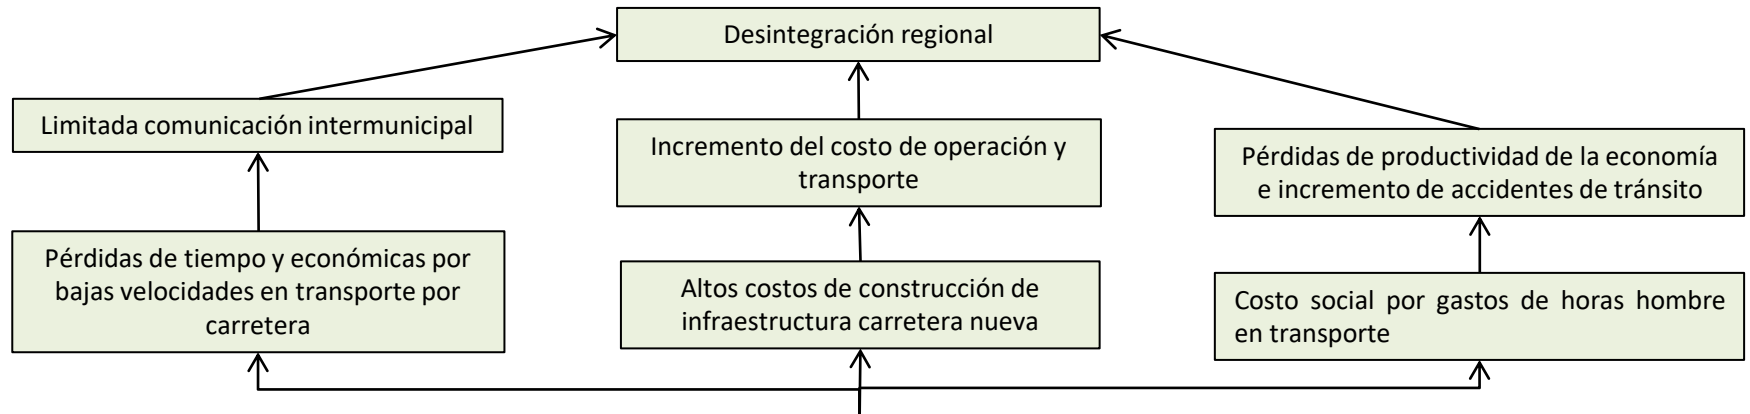 Desintegración regional
Limitada comunicación intermunicipal
Incremento del costo de operación y
transporte
Pérdidas de productividad de la economía
e incremento de accidentes de tránsito
Pérdidas de tiempo y económicas por
bajas velocidades en transporte por
carretera
Altos costos de construcción de
infraestructura carretera nueva
Costo social por gastos de horas hombre
en transporte